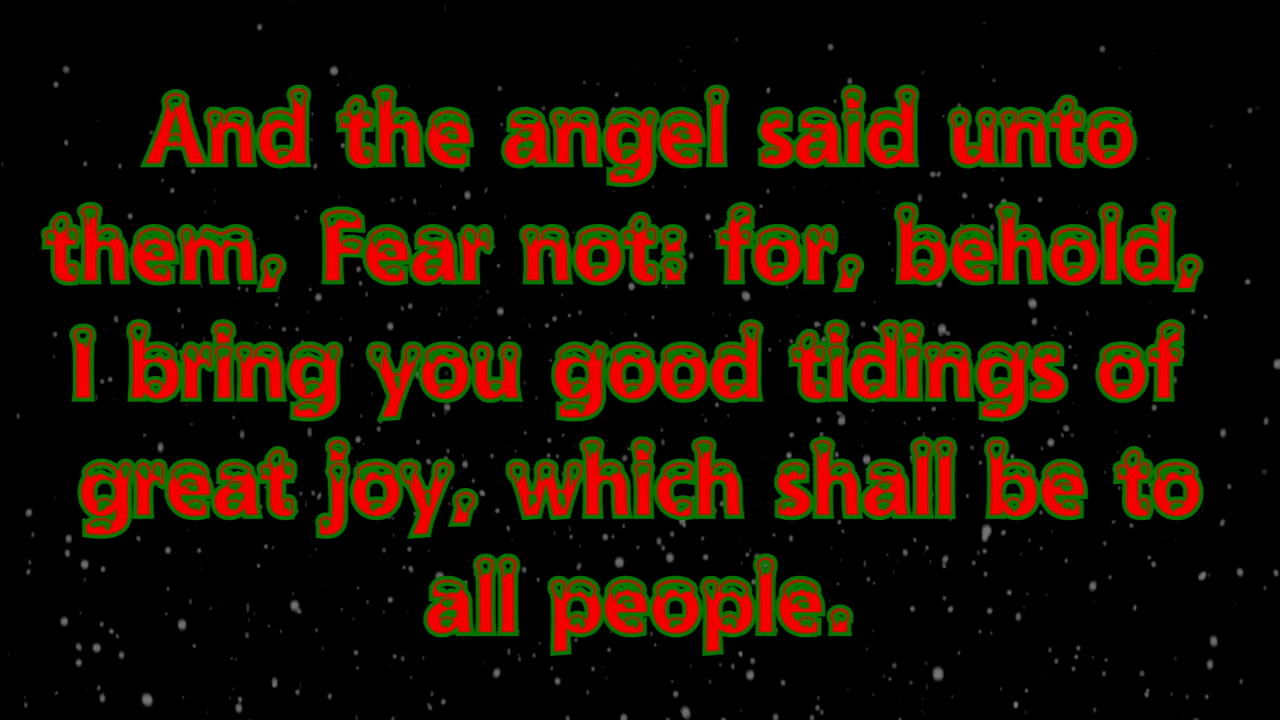 And the angel said unto
them, Fear not: for, behold,
I bring you good tidings of
great joy, which shall be to
all people.